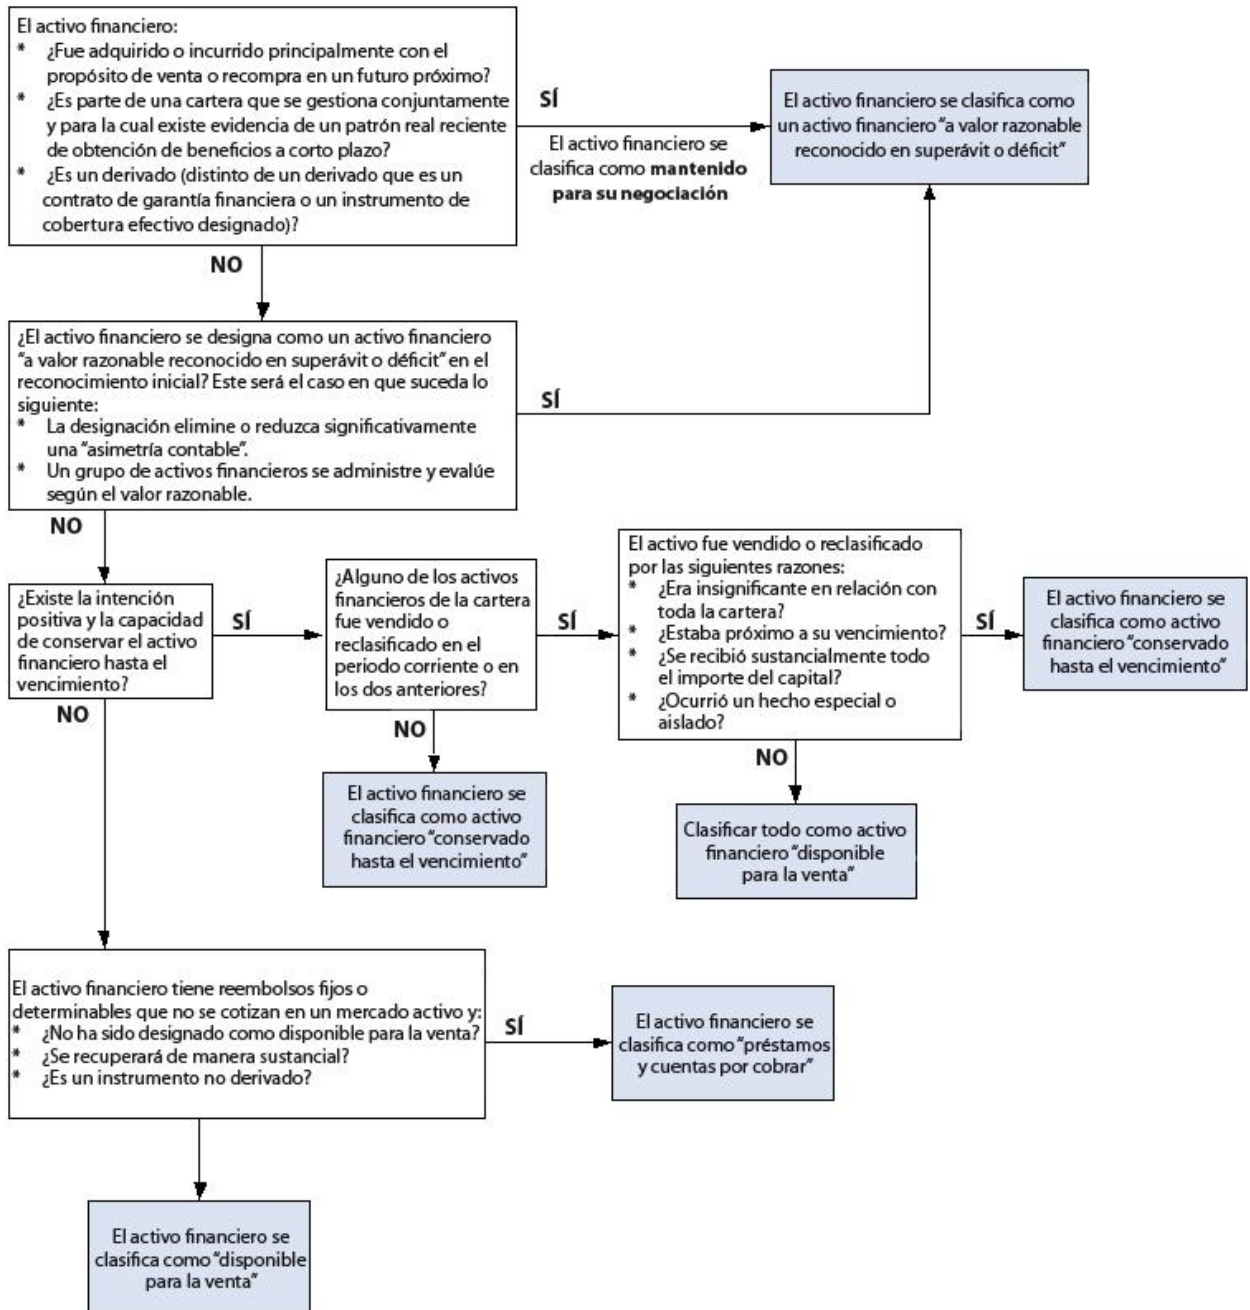 El activo financiero:
* ¿Fue adquirido o incurrido principalmente con el
propósito de venta o recompra en un futuro próximo?
* ¿Es parte de una cartera que se gestiona conjuntamente
y para la cual existe evidencia de un patrón real reciente
de obtención de beneficios a corto plazo?
* ¿Es un derivado (distinto de un derivado que es un
contrato de garantía financiera o un instrumento de
cobertura efectivo designado)?
SÍ
El activo financiero se
clasifica como mantenido
para su negociación
El activo financiero se clasifica como
un activo financiero "a valor razonable
reconocido en superávit o déficit"
NO
¿El activo financiero se designa como un activo financiero
"a valor razonable reconocido en superávit o déficit" en el
reconocimiento inicial? Este será el caso en que suceda lo
siguiente:
* La designación elimine o reduzca significativamente
una "asimetría contable".
* Un grupo de activos financieros se administre y evalúe
según el valor razonable.
SÍ
NO
¿Existe la intención
positiva y la capacidad
de conservar el activo
financiero hasta el
vencimiento?
SÍ
¿Alguno de los activos
financieros de la cartera
fue vendido o
reclasificado en el
periodo corriente o en
los dos anteriores?
SÍ
El activo fue vendido o reclasificado
por las siguientes razones:
* ¿Era insignificante en relación con
toda la cartera?
* ¿Estaba próximo a su vencimiento?
* ¿Se recibió sustancialmente todo
el importe del capital?
* ¿Ocurrió un hecho especial o
aislado?
SÍ
El activo financiero se
clasifica como activo
financiero "conservado
hasta el vencimiento"
NO
NO
El activo financiero se
clasifica como activo
financiero "conservado
hasta el vencimiento"
NO
Clasificar todo como activo
financiero "disponible
para la venta"
El activo financiero tiene reembolsos fijos o
determinables que no se cotizan en un mercado activo y:
* ¿No ha sido designado como disponible para la venta?
* ¿Se recuperará de manera sustancial?
* ¿Es un instrumento no derivado?
SÍ
El activo financiero se
clasifica como "préstamos
y cuentas por cobrar"
El activo financiero se
clasifica como "disponible
para la venta"